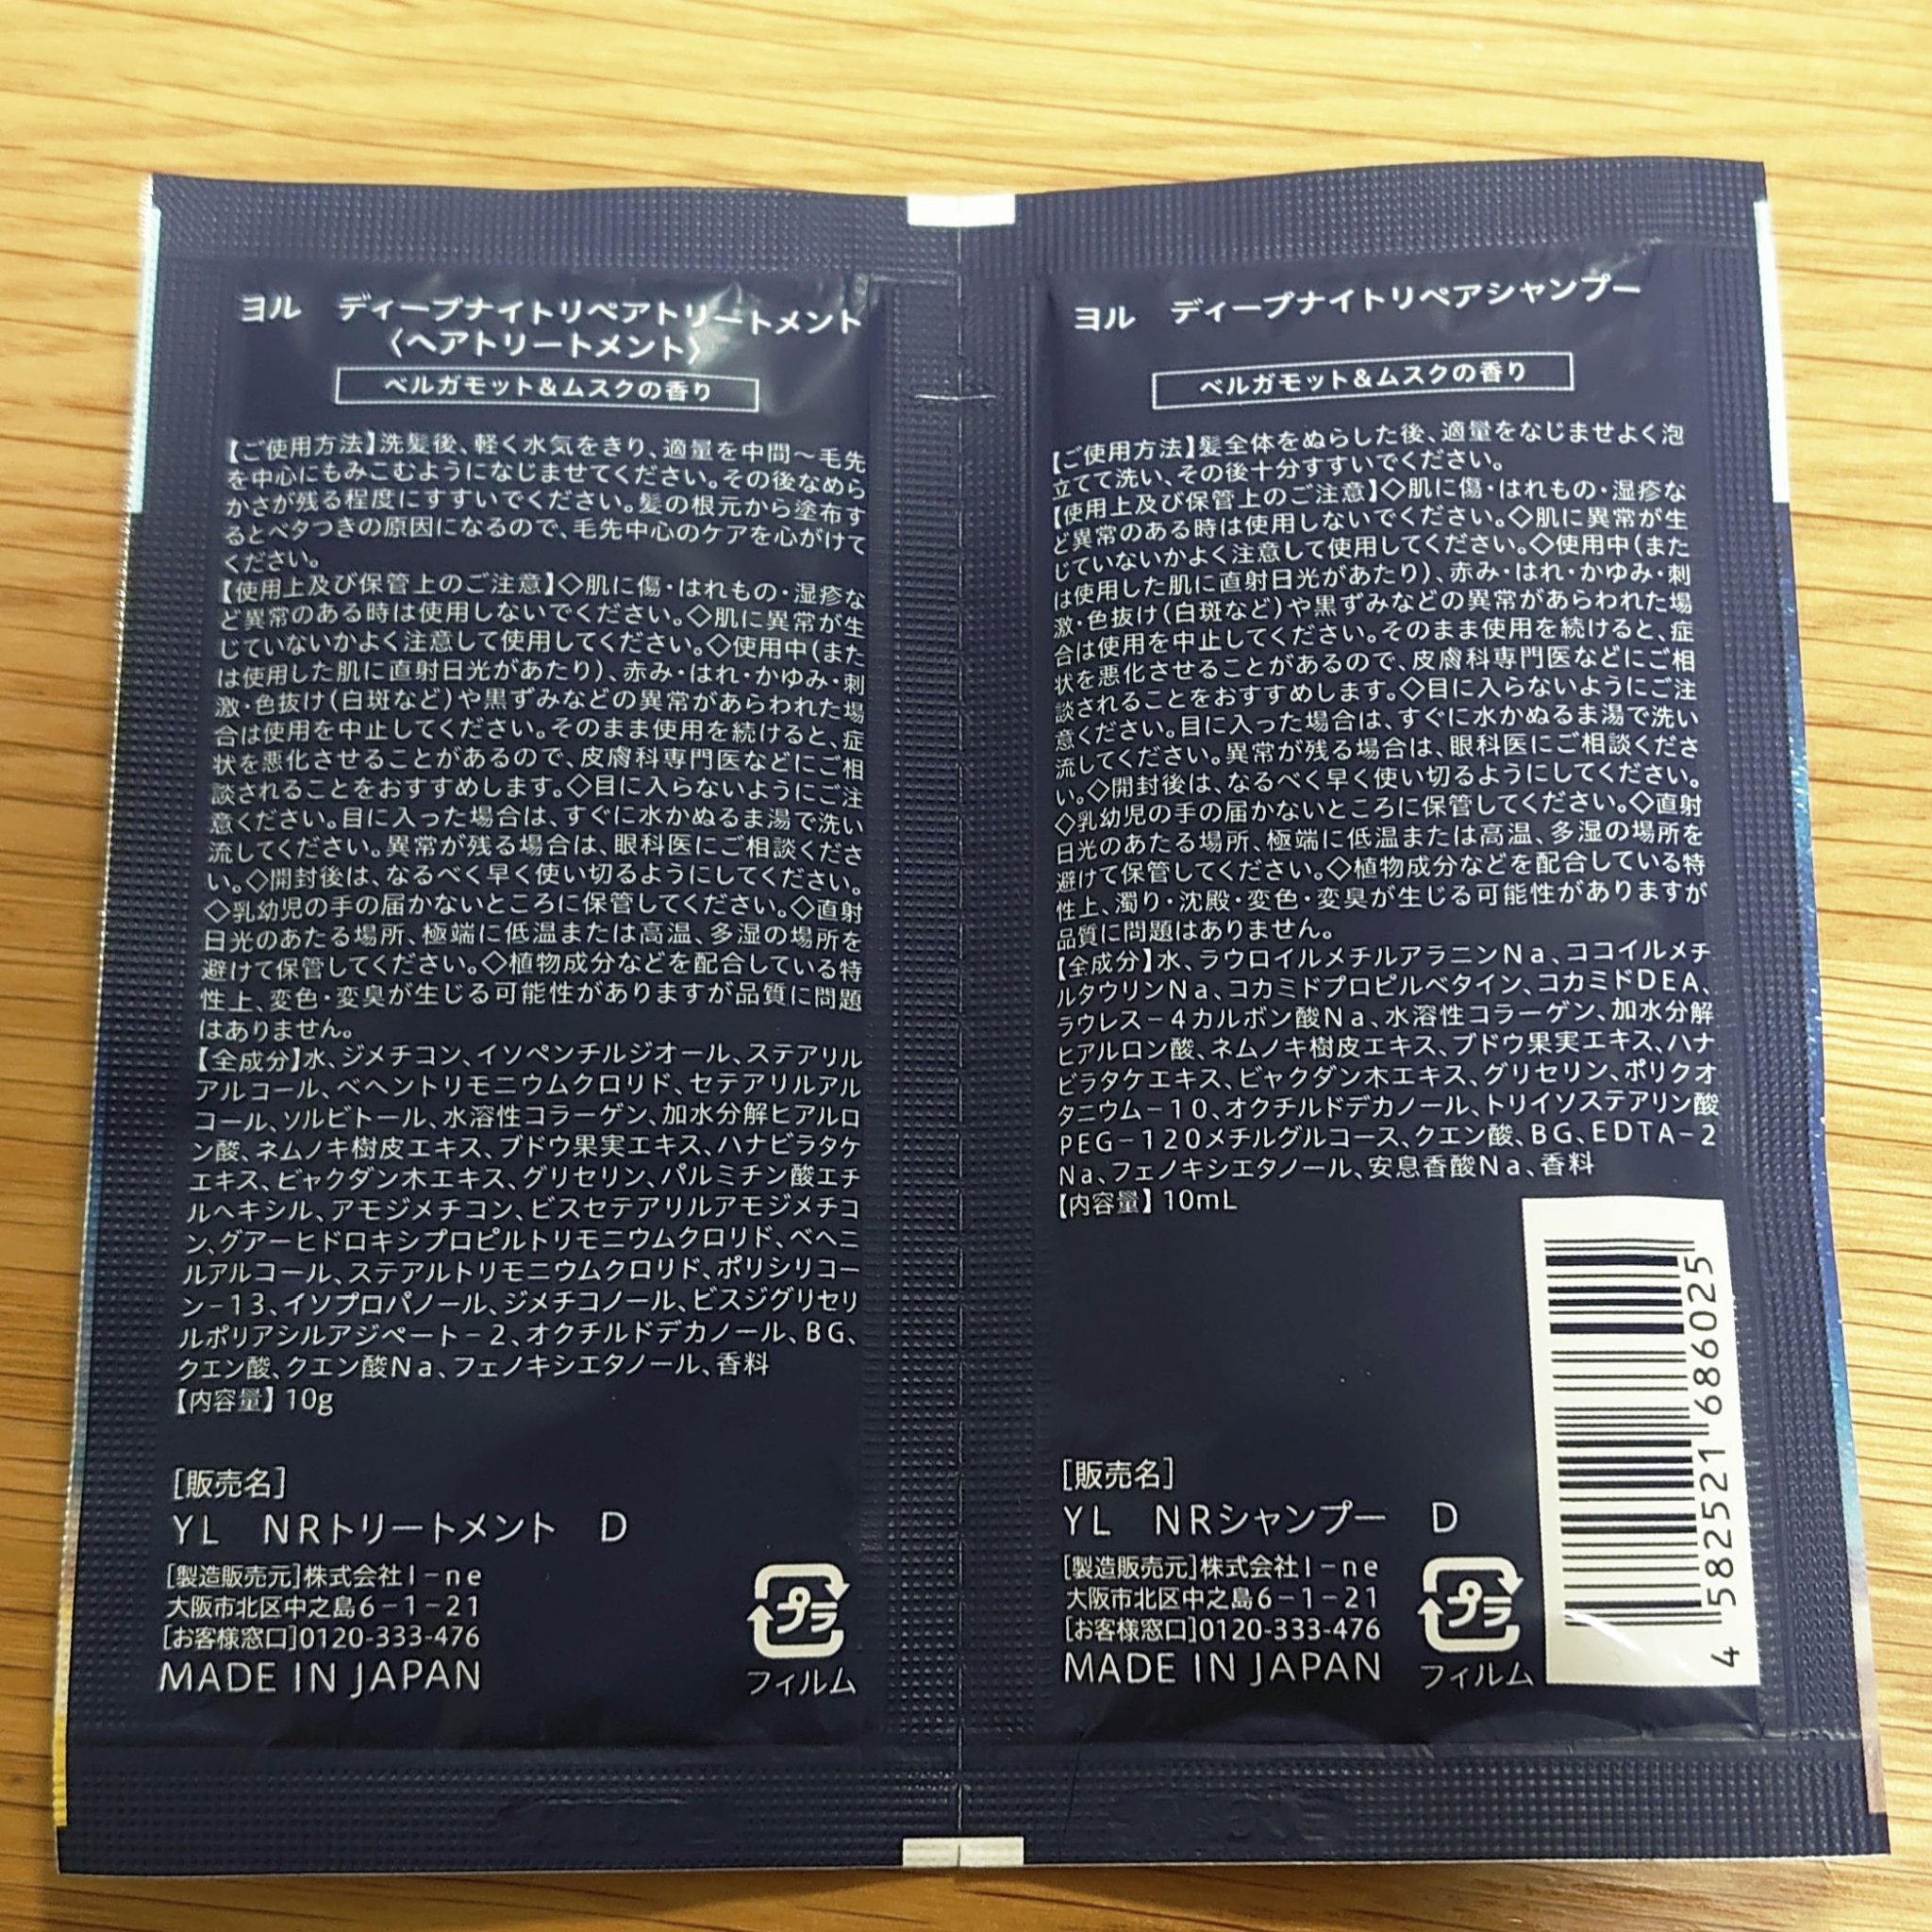 ヨル ディープナイトリペアトリートメント
〈ヘアトリートメント〉
ベルガモット&ムスクの香り
【ご使用方法】洗髪後、軽く水気をきり、適量を中間～毛先
を中心にもみこむようになじませてください。その後なめら
かさが残る程度にすすいでください。髪の根元から塗布す
るとベタつきの原因になるので、毛先中心のケアを心がけて
ください。
【使用上及び保管上のご注意】◇肌に傷・はれもの・湿疹な
ど異常のある時は使用しないでください。◇肌に異常が生
じていないかよく注意して使用してください。◇使用中(また
は使用した肌に直射日光があたり)、赤み・はれ・かゆみ・刺
激・色抜け(白斑など)や黒ずみなどの異常があらわれた場
合は使用を中止してください。そのまま使用を続けると、症
状を悪化させることがあるので、皮膚科専門医などにご相
談されることをおすすめします。◇目に入らないようにご注
意ください。目に入った場合は、すぐに水かぬるま湯で洗い
流してください。異常が残る場合は、眼科医にご相談くださ
い。◇開封後は、なるべく早く使い切るようにしてください。
◇乳幼児の手の届かないところに保管してください。◇直射
日光のあたる場所、極端に低温または高温、多湿の場所を
避けて保管してください。◇植物成分などを配合している特
性上、変色・変臭が生じる可能性がありますが品質に問題
はありません。
【全成分】水、ジメチコン、イソペンチルジオール、ステアリル
アルコール、ベヘントリモニウムクロリド、セテアリルアル
コール、ソルビトール、水溶性コラーゲン、加水分解ヒアルロ
ン酸、ネムノキ樹皮エキス、ブドウ果実エキス、ハナビラタケ
エキス、ビャクダン木エキス、グリセリン、パルミチン酸エチ
ルヘキシル、アモジメチコン、ビスセテアリルアモジメチコ
ン、グアーヒドロキシプロピルトリモニウムクロリド、ベヘニ
ルアルコール、ステアルトリモニウムクロリド、ポリシリコー
ン-13、イソプロパノール、ジメチコノール、ビスジグリセリ
ルポリアシルアジペート-2、オクチルドデカノール、BG、
クエン酸、クエン酸Na、フェノキシエタノール、香料
【内容量】10g
[販売名]
YL NRトリートメント D
[製造販売元]株式会社I-ne
大阪市北区中之島6-1-21
[お客様窓口]0120-333-476
MADE IN JAPAN
プラ
フィルム
ヨル ディープナイトリペアシャンプー
ベルガモット&ムスクの香り
【ご使用方法】髪全体をぬらした後、適量をなじませよく泡
立てて洗い、その後十分すすいでください。
【使用上及び保管上のご注意】◇肌に傷・はれもの・湿疹な
ど異常のある時は使用しないでください。◇肌に異常が生
じていないかよく注意して使用してください。◇使用中(また
は使用した肌に直射日光があたり)、赤み・はれ・かゆみ・刺
激・色抜け(白斑など)や黒ずみなどの異常があらわれた場
合は使用を中止してください。そのまま使用を続けると、症
状を悪化させることがあるので、皮膚科専門医などにご相
談されることをおすすめします。◇目に入らないようにご注
意ください。目に入った場合は、すぐに水かぬるま湯で洗い
流してください。異常が残る場合は、眼科医にご相談くださ
い。◇開封後は、なるべく早く使い切るようにしてください。
◇乳幼児の手の届かないところに保管してください。◇直射
日光のあたる場所、極端に低温または高温、多湿の場所を
避けて保管してください。◇植物成分などを配合している特
性上、濁り・沈殿・変色・変臭が生じる可能性がありますが
品質に問題はありません。
【全成分】水、ラウロイルメチルアラニンNa、ココイルメチ
ルタウリンNa、コカミドプロピルベタイン、コカミドDEA、
ラウレス-4カルボン酸Na、水溶性コラーゲン、加水分解
ヒアルロン酸、ネムノキ樹皮エキス、ブドウ果実エキス、ハナ
ビラタケエキス、ビャクダン木エキス、グリセリン、ポリクオ
タニウム-10、オクチルドデカノール、トリイソステアリン酸
PEG-120メチルグルコース、クエン酸、BG、EDTA-2
Na、フェノキシエタノール、安息香酸Na、香料
【内容量】10mL
[販売名]
YL NRシャンプー D
[製造販売元]株式会社I-ne
大阪市北区中之島6-1-21
[お客様窓口]0120-333-476
MADE IN JAPAN
プラ
フィルム
4 582521 686025